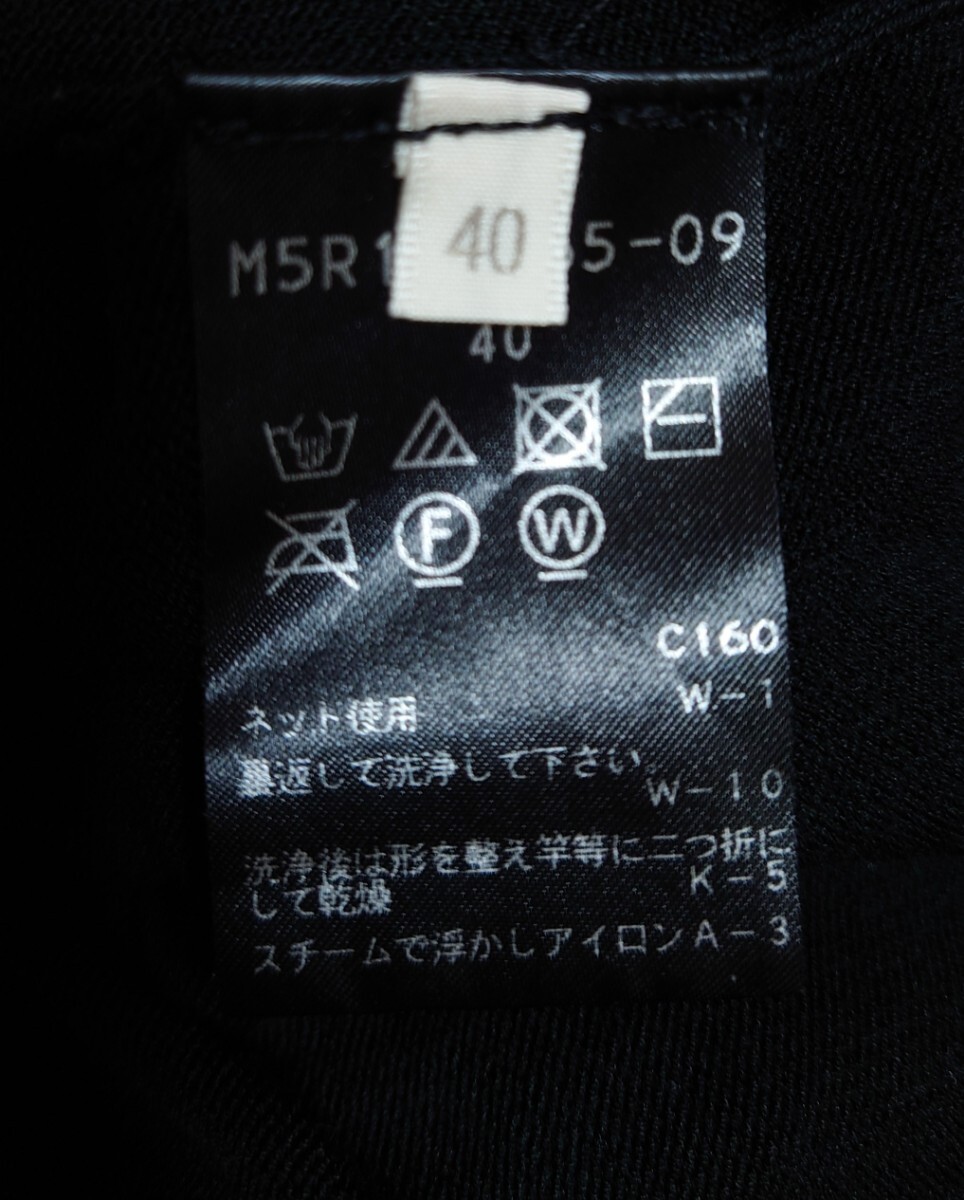 40
M5R1 55-09
40
F W
C160
W-1
ネット使用
裏返して洗浄して下さい。
W-10
洗浄後は形を整え竿等に二つ折に
して乾燥
K-5
スチームで浮かしアイロンA-3